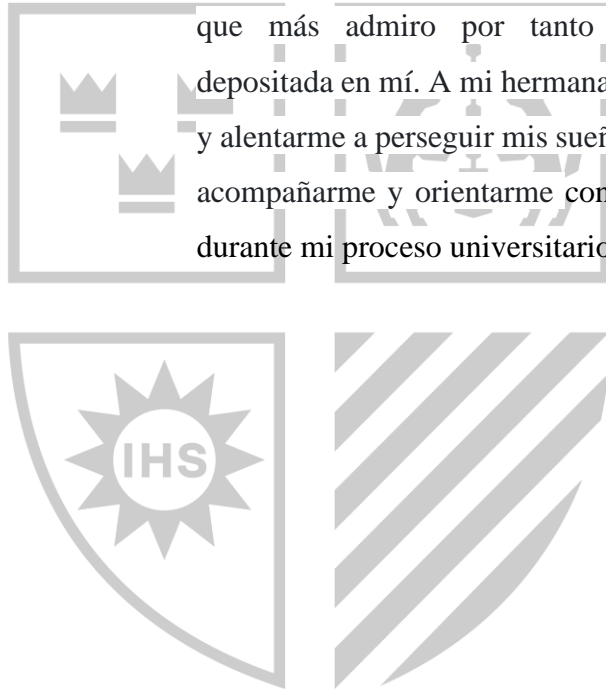 que más admiro por tanto
depositada en mí. A mi hermana
y alentarme a perseguir mis sueñ
acompañarme y orientarme con
durante mi proceso universitario
IHS